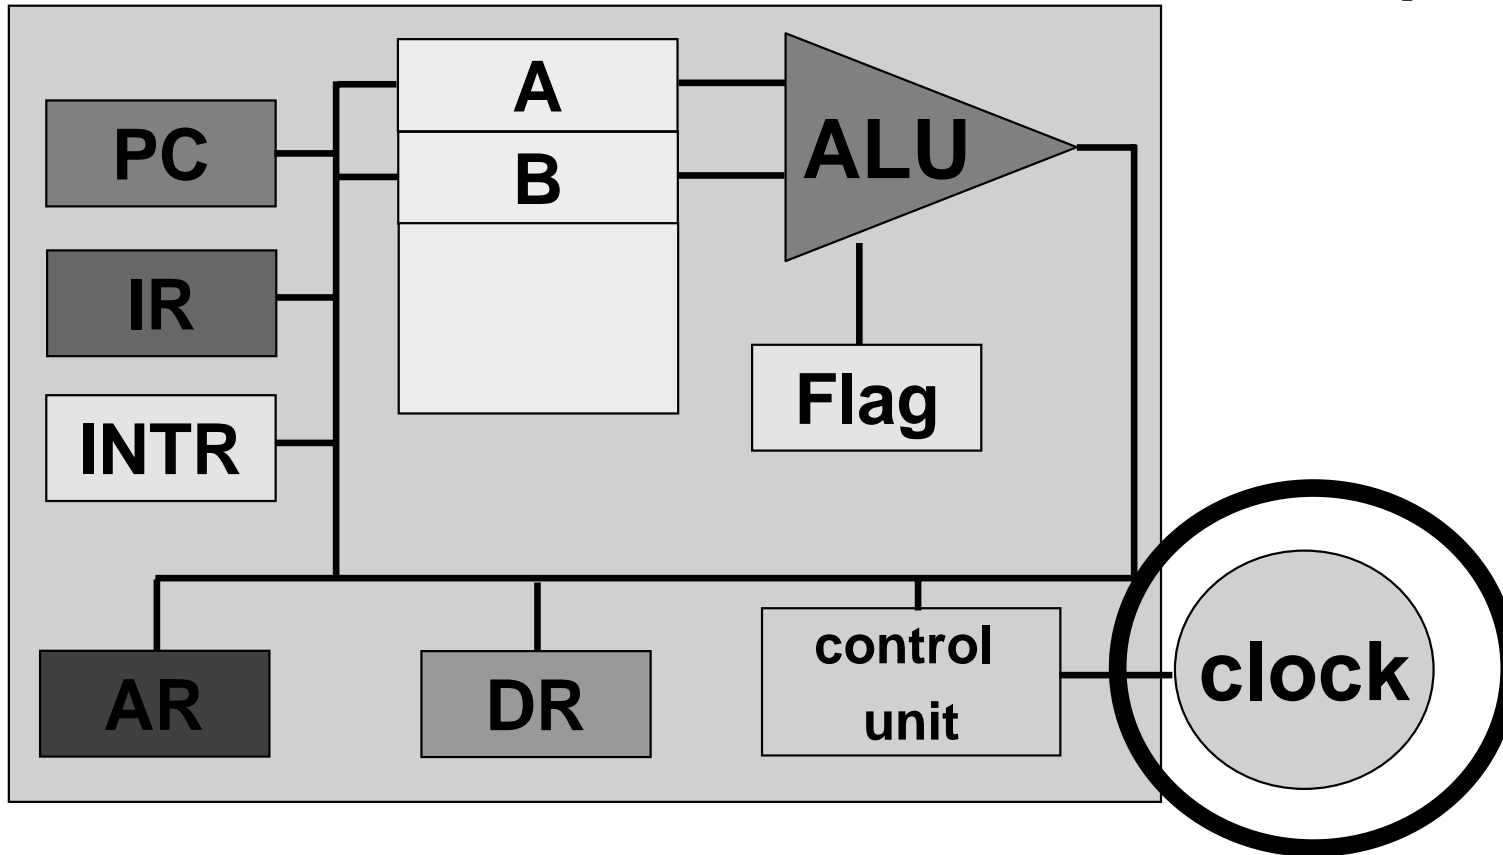 A
PC
B
ALU
IR
Flag
INTR
AR
DR
control
unit
clock